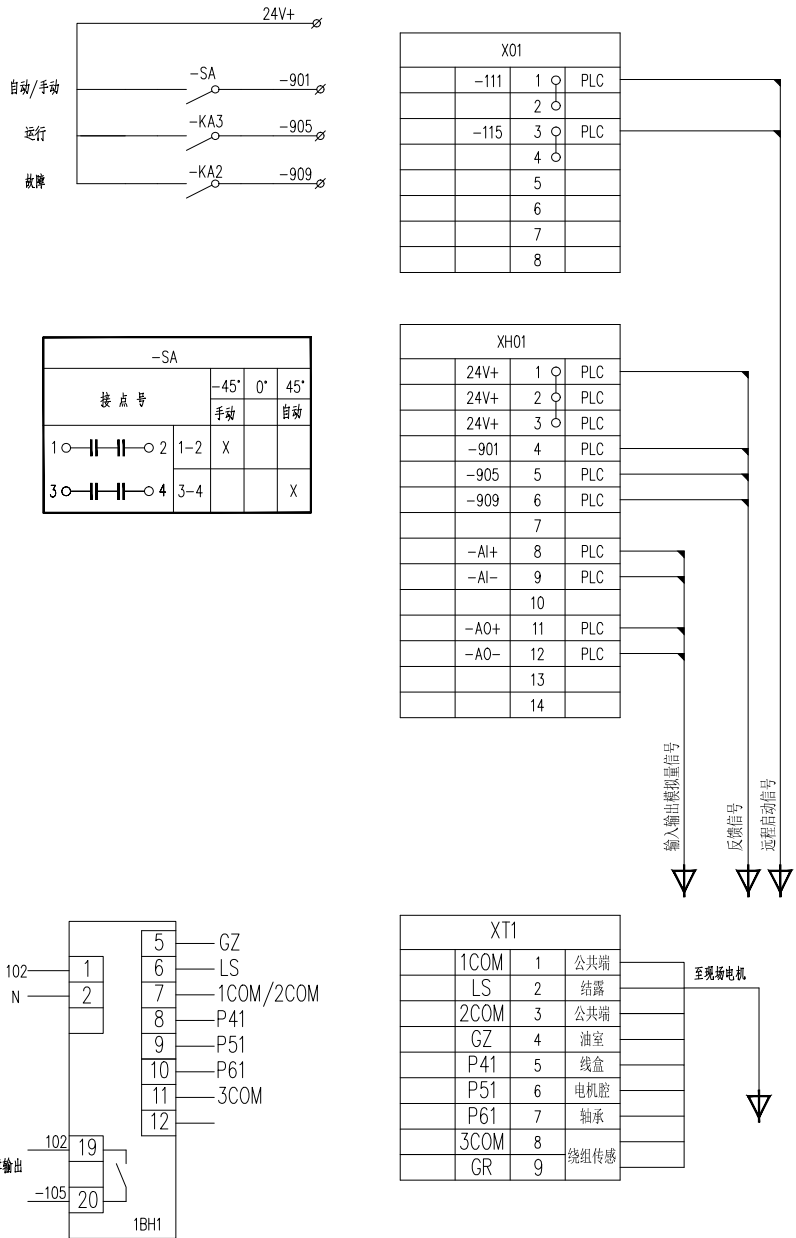 24V+
自动/手动 -SA -901
运行 -KA3 -905
故障 -KA2 -909
X01
-111 1 PLC
2
-115 3 PLC
4
5
6
7
8
-SA
接点号 -45° 0° 45°
手动 自动
1 2 1-2 X
3 4 3-4 X
XH01
24V+ 1 PLC
24V+ 2 PLC
24V+ 3 PLC
-901 4 PLC
-905 5 PLC
-909 6 PLC
7
-AI+ 8 PLC
-AI- 9 PLC
10
-AO+ 11 PLC
-AO- 12 PLC
13
14
输入输出模拟量信号
反馈信号
远程启动信号
5 GZ
102 1 6 LS
N 2 7 1COM/2COM
8 P41
9 P51
10 P61
11 3COM
12
102 19
输出
-105 20
1BH1
XT1
1COM 1 公共端
LS 2 结露
2COM 3 公共端
GZ 4 油室
P41 5 线盒
P51 6 电机腔
P61 7 轴承
3COM 8 绕组传感
GR 9
至现场电机